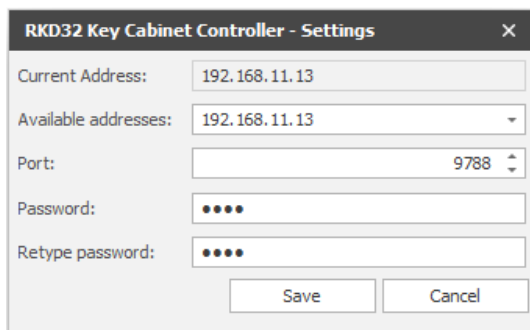 RKD32 Key Cabinet Controller - Settings
Current Address: 192.168.11.13
Available addresses: 192.168.11.13
Port: 9788
Password: ●●●●
Retype password: ●●●●
Save Cancel